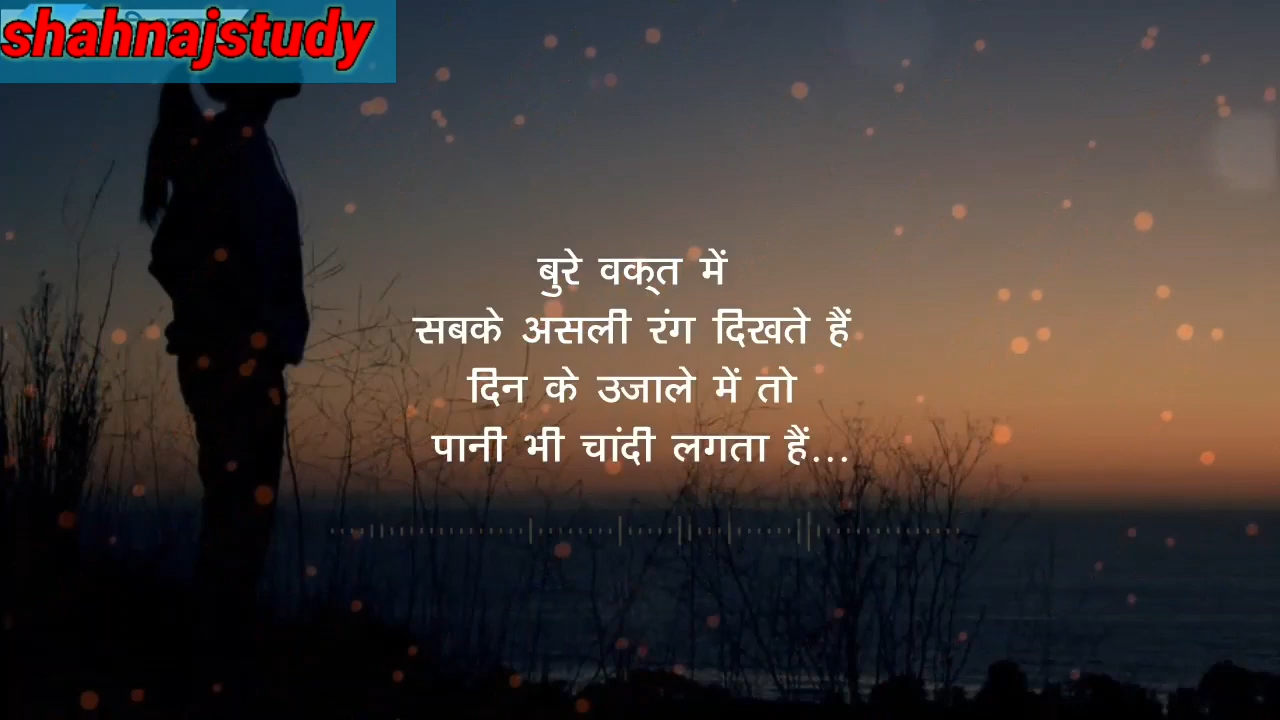 shahnajstudy
बुरे वक्त में
सबके असली रंग दिखते हैं
दिन के उजाले में तो
पानी भी चांदी लगता हैं...